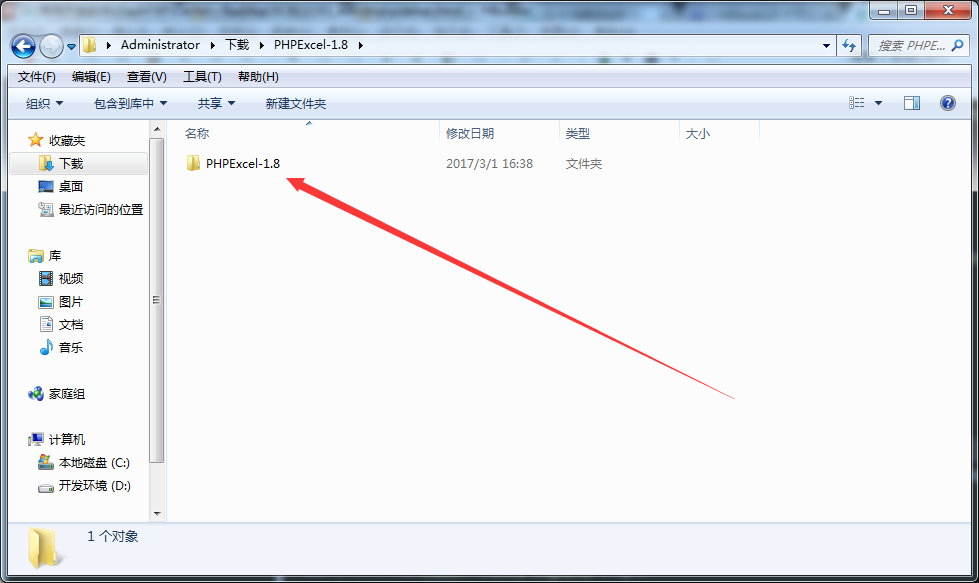 Administrator 下载 PHPExcel-1.8
搜索 PHPE...
文件(F) 编辑(E) 查看(V) 工具(T) 帮助(H)
组织 包含到库中 共享 新建文件夹
名称 修改日期 类型 大小
PHPExcel-1.8 2017/3/1 16:38 文件夹
收藏夹
下载
桌面
最近访问的位置
库
视频
图片
文档
音乐
家庭组
计算机
本地磁盘 (C:)
开发环境 (D:)
1 个对象